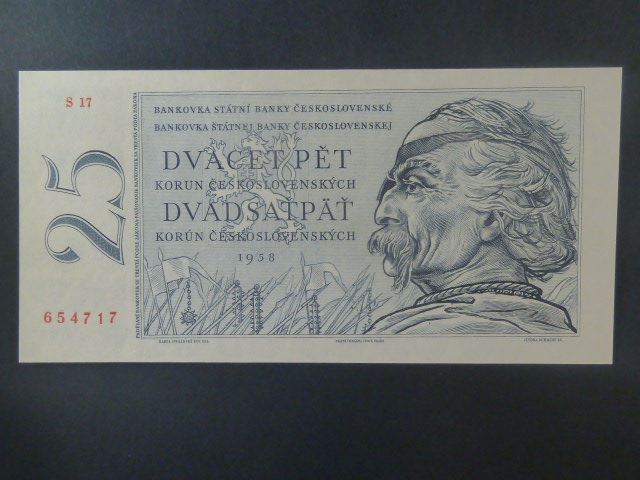 S 17
25
654717
BANKOVKA STÁTNÍ BANKY ČESKOSLOVENSKÉ
BANKOVKA ŠTÁTNEJ BANKY ČESKOSLOVENSKEJ
DVACET PĚT
KORUN ČESKOSLOVENSKÝCH
DVADSAŤPÄŤ
KORÚN ČESKOSLOVENSKÝCH
1958